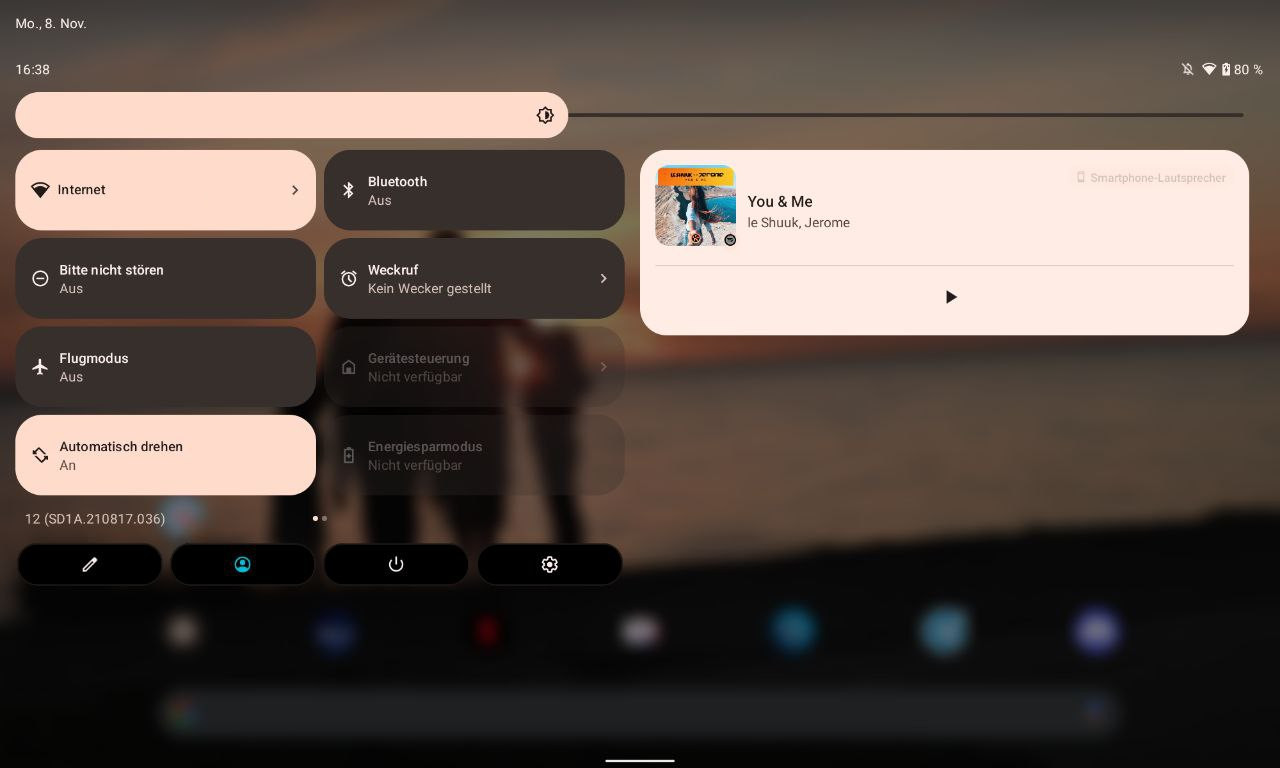 Mo., 8. Nov.
16:38
80 %
Internet
Bluetooth
Aus
Smartphone-Lautsprecher
You & Me
le Shuuk, Jerome
Bitte nicht stören
Aus
Weckruf
Kein Wecker gestellt
Flugmodus
Aus
Gerätesteuerung
Nicht verfügbar
Automatisch drehen
An
Energiesparmodus
Nicht verfügbar
12 (SD1A.210817.036)